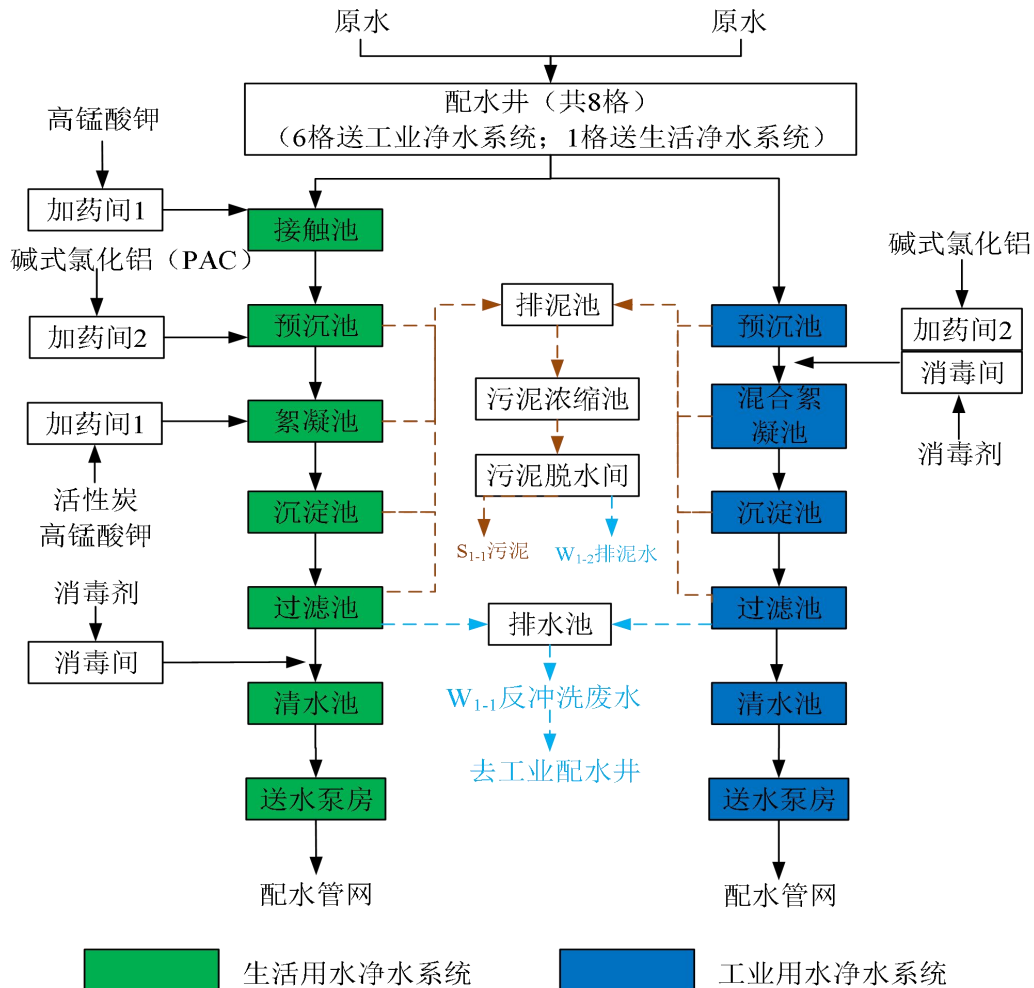 原水
原水
配水井（共8格）
（6格送工业净水系统；1格送生活净水系统）
高锰酸钾
加药间1
接触池
碱式氯化铝（PAC）
加药间2
预沉池
排泥池
预沉池
碱式氯化铝
加药间2
消毒间
消毒剂
加药间1
絮凝池
污泥浓缩池
混合絮
凝池
活性炭
高锰酸钾
沉淀池
污泥脱水间
沉淀池
S1-1污泥
W1-2排泥水
消毒剂
消毒间
过滤池
排水池
过滤池
清水池
W1-1反冲洗废水
清水池
去工业配水井
送水泵房
送水泵房
配水管网
配水管网
生活用水净水系统
工业用水净水系统